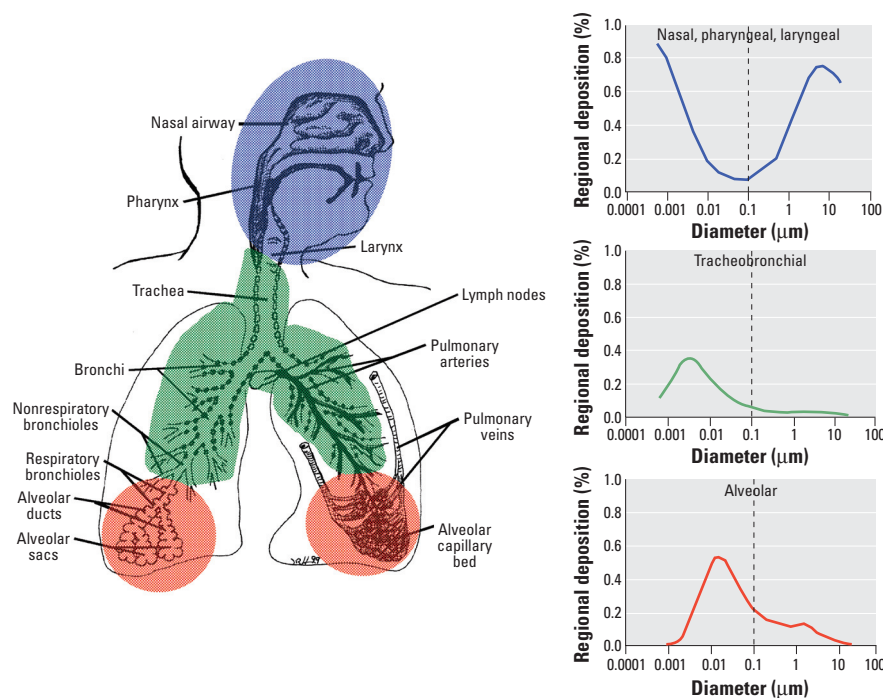 Nasal airway
Pharynx
Larynx
Trachea
Lymph nodes
Bronchi
Pulmonary
arteries
Nonrespiratory
bronchioles
Pulmonary
veins
Respiratory
bronchioles
Alveolar
ducts
Alveolar
sacs
Alveolar
capillary
bed
Regional deposition (%)
1.0
0.8
0.6
0.4
0.2
0.0
Nasal, pharyngeal, laryngeal
0.0001 0.001 0.01 0.1 1 10 100
Diameter (μm)
Regional deposition (%)
1.0
0.8
0.6
0.4
0.2
0.0
Tracheobronchial
0.0001 0.001 0.01 0.1 1 10 100
Diameter (μm)
Regional deposition (%)
1.0
0.8
0.6
0.4
0.2
0.0
Alveolar
0.0001 0.001 0.01 0.1 1 10 100
Diameter (μm)